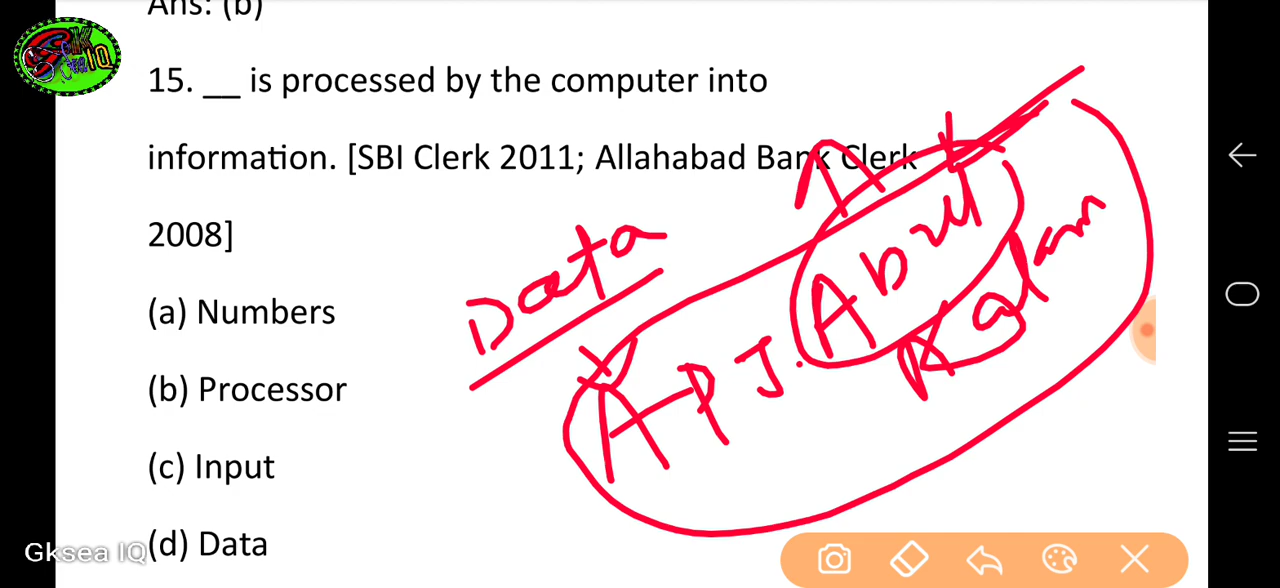 Ans: (b)
15. __ is processed by the computer into
information. [SBI Clerk 2011; Allahabad Bank Clerk
2008]
(a) Numbers
(b) Processor
(c) Input
(d) Data
Data
A P J. Abul
Kalam
A
Gksea IQ